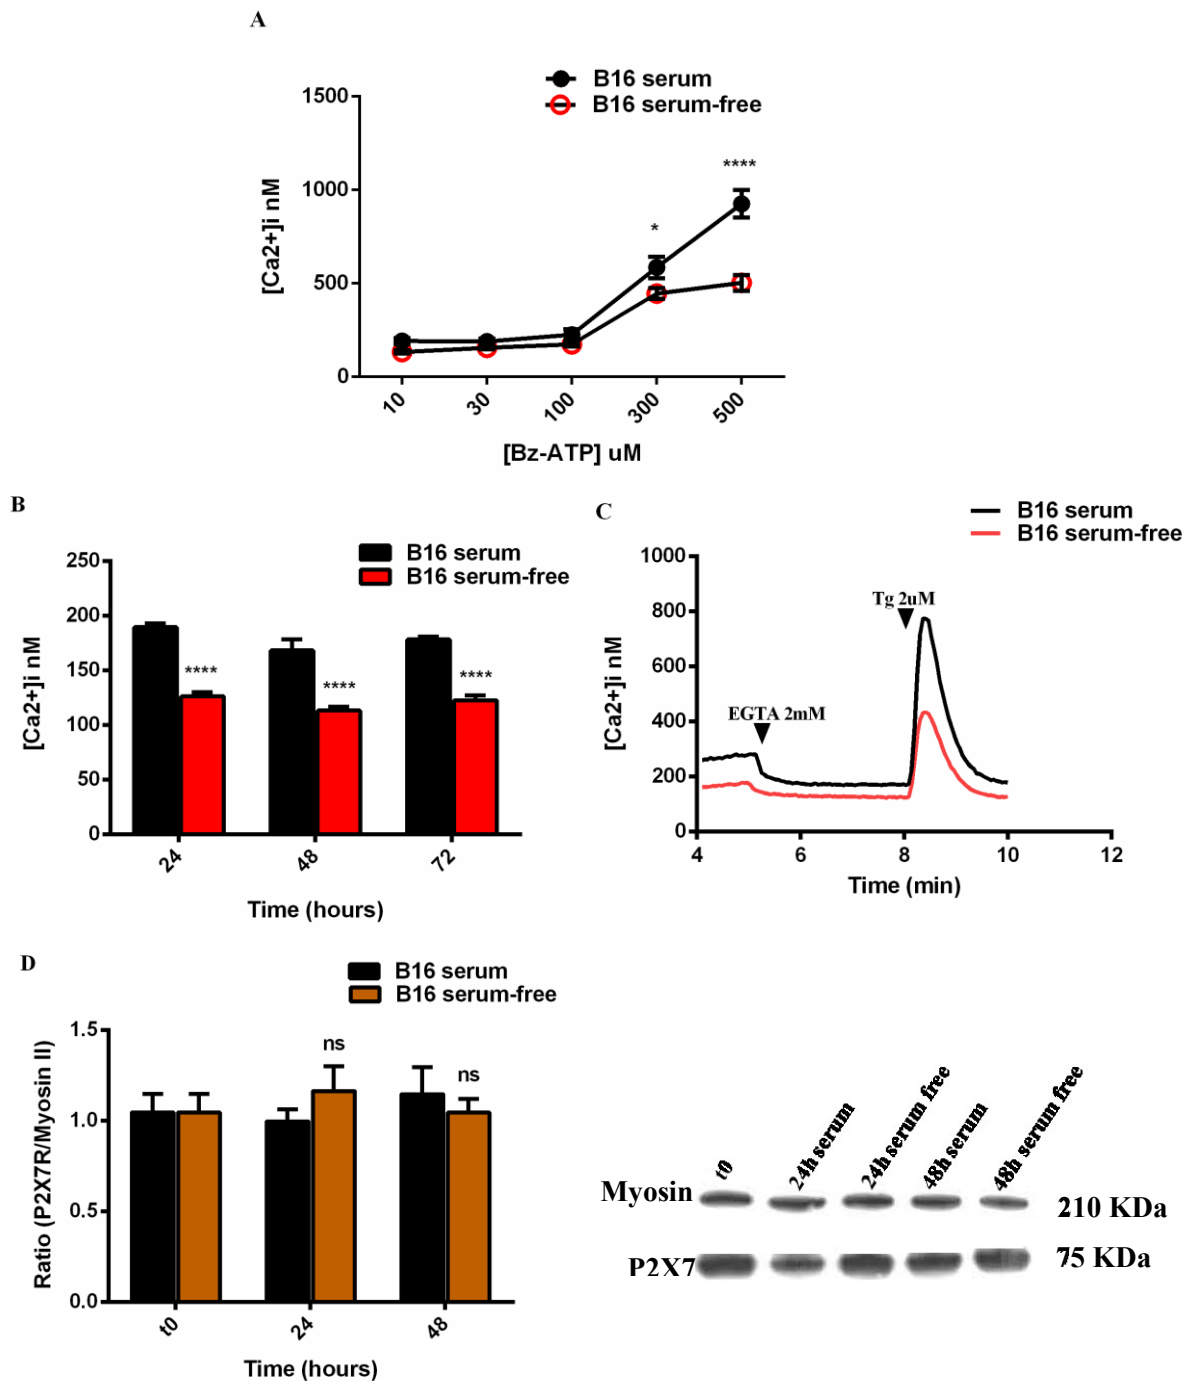 A
B16 serum
B16 serum-free
1500
1000
500
0
[Ca2+]i nM
*
****
10
30
100
300
500
[Bz-ATP] uM
B
B16 serum
B16 serum-free
250
200
150
100
50
0
[Ca2+]i nM
****
****
****
24
48
72
Time (hours)
C
B16 serum
B16 serum-free
1000
800
600
400
200
0
[Ca2+]i nM
Tg 2uM
EGTA 2mM
4
6
8
10
12
Time (min)
D
B16 serum
B16 serum-free
1.5
1.0
0.5
0.0
Ratio (P2X7R/Myosin II)
ns
ns
t0
24
48
Time (hours)
t0
24h serum
24h serum free
48h serum
48h serum free
Myosin
210 KDa
P2X7
75 KDa